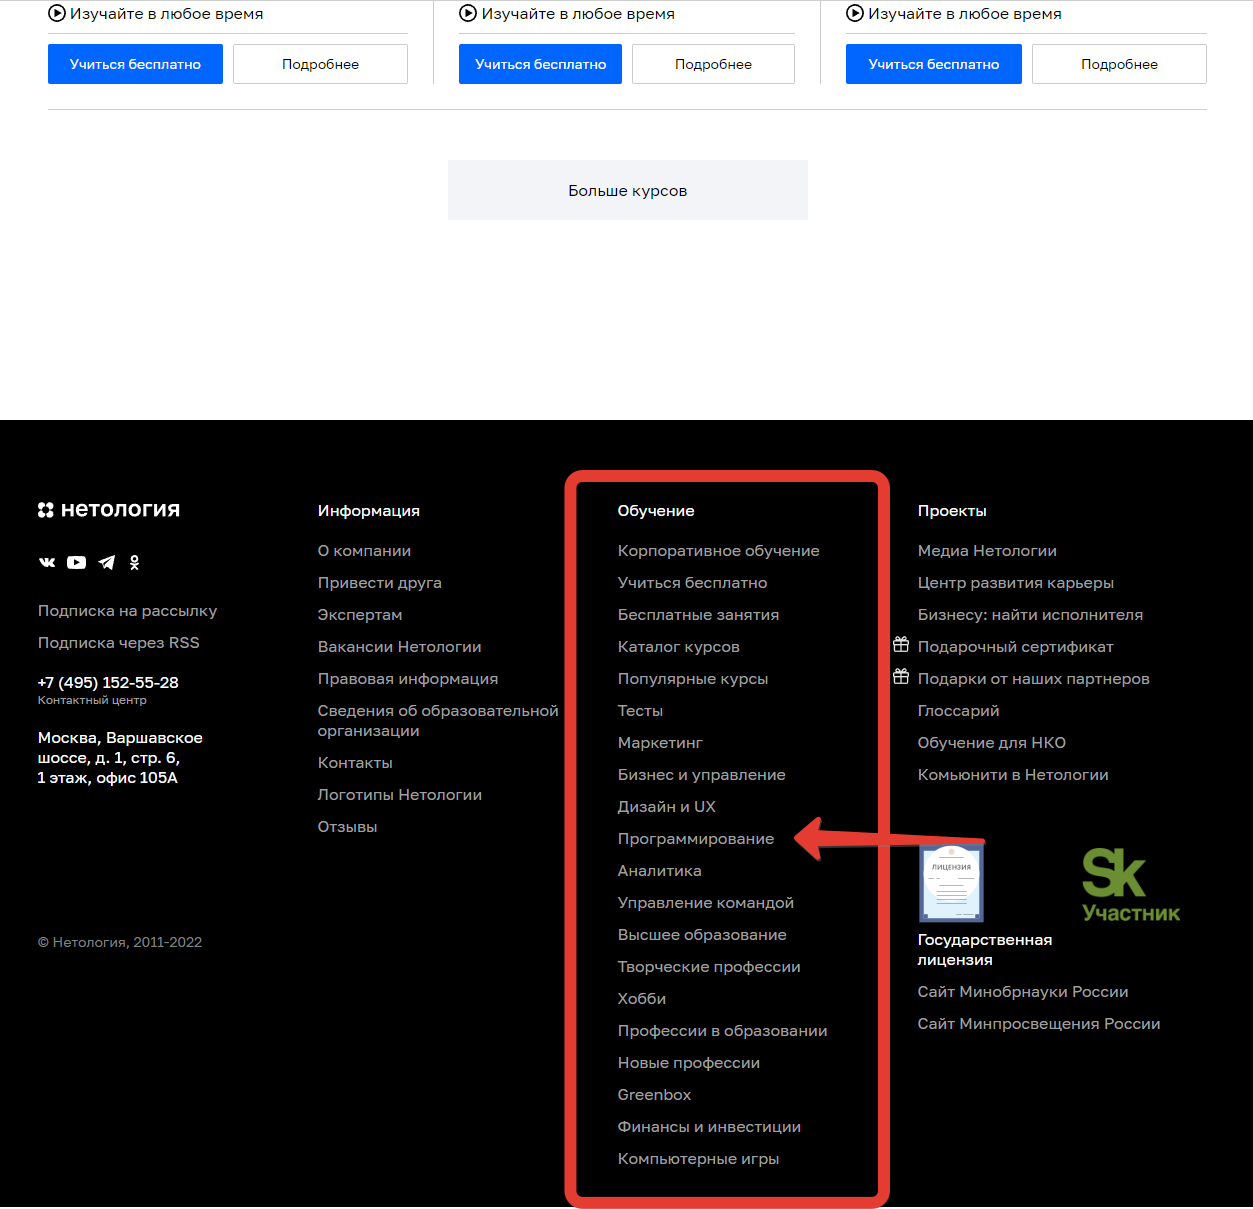 Изучайте в любое время
Изучайте в любое время
Изучайте в любое время
Учиться бесплатно
Подробнее
Учиться бесплатно
Подробнее
Учиться бесплатно
Подробнее
Больше курсов
нетология
Подписка на рассылку
Подписка через RSS
+7 (495) 152-55-28
Контактный центр
Москва, Варшавское
шоссе, д. 1, стр. 6,
1 этаж, офис 105А
© Нетология, 2011-2022
Информация
О компании
Привести друга
Экспертам
Вакансии Нетологии
Правовая информация
Сведения об образовательной
организации
Контакты
Логотипы Нетологии
Отзывы
Обучение
Корпоративное обучение
Учиться бесплатно
Бесплатные занятия
Каталог курсов
Популярные курсы
Тесты
Маркетинг
Бизнес и управление
Дизайн и UX
Программирование
Аналитика
Управление командой
Высшее образование
Творческие профессии
Хобби
Профессии в образовании
Новые профессии
Greenbox
Финансы и инвестиции
Компьютерные игры
Проекты
Медиа Нетологии
Центр развития карьеры
Бизнесу: найти исполнителя
Подарочный сертификат
Подарки от наших партнеров
Глоссарий
Обучение для НКО
Комьюнити в Нетологии
ЛИЦЕНЗИЯ
Sk
Участник
Государственная
лицензия
Сайт Минобрнауки России
Сайт Минпросвещения России